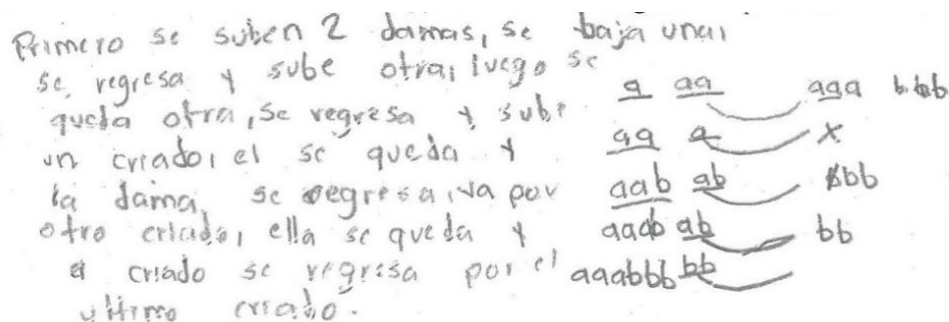 Primero se suben 2 damas, se baja una,
se regresa y sube otra, luego se
queda otra, se regresa y sube
un criado, el se queda y
la dama, se regresa, va por
otro criado, ella se queda y
el criado se regresa por el
ultimo criado.
a aa aaa bbb
aa a x
aab ab bbb
aaab ab bb
aaabbb bb